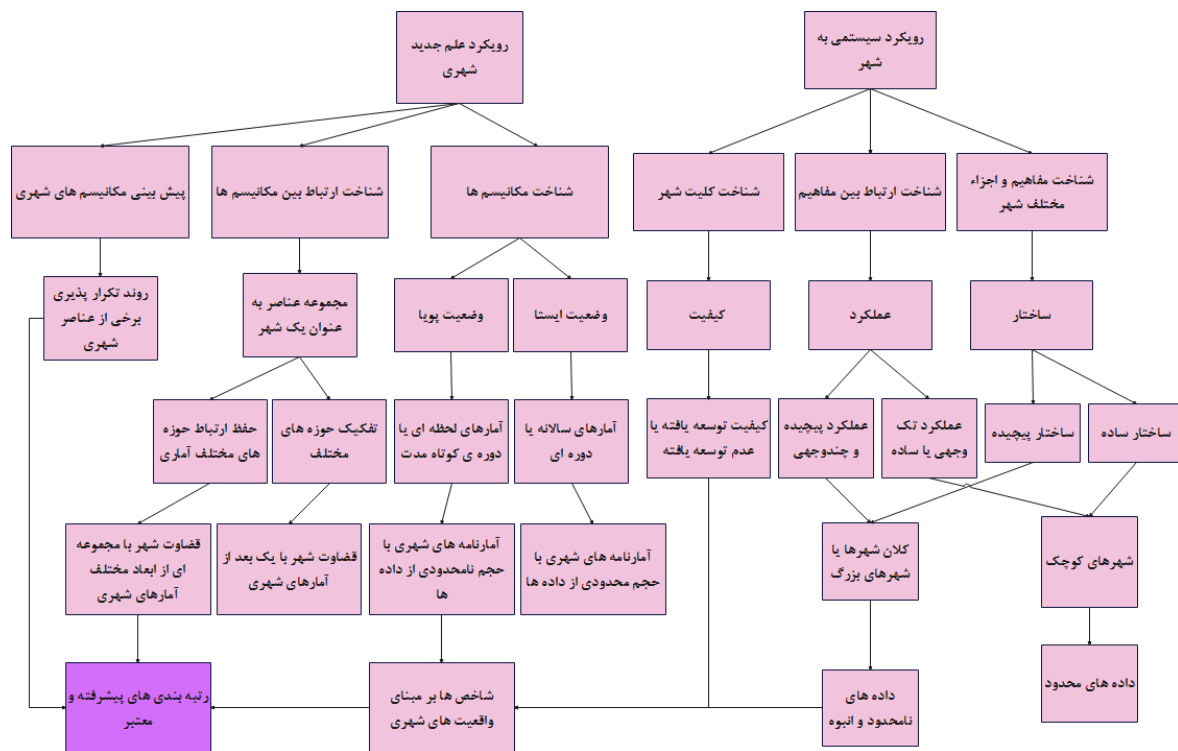 رویکرد سیستمی به
شهر
رویکرد علم جدید
شهری
شناخت مفاهیم و اجزاء
مختلف شهر
شناخت ارتباط بین مفاهیم
شناخت کلیت شهر
شناخت مکانیسم ها
شناخت ارتباط بین مکانیسم ها
پیش بینی مکانیسم های شهری
ساختار
عملکرد
کیفیت
وضعیت ایستا
وضعیت پویا
مجموعه عناصر به
عنوان یک شهر
روند تکرار پذیری
برخی از عناصر
شهری
ساختار ساده
ساختار پیچیده
عملکرد تک
وجهی یا ساده
عملکرد پیچیده
و چندوجهی
کیفیت توسعه یافته یا
عدم توسعه یافته
آمارهای سالانه یا
دوره ای
آمارهای لحظه ای یا
دوره ی کوتاه مدت
تفکیک حوزه های
مختلف
حفظ ارتباط حوزه
های مختلف آماری
شهرهای کوچک
کلان شهرها یا
شهرهای بزرگ
آمارنامه های شهری با
حجم محدودی از داده ها
آمارنامه های شهری با
حجم نامحدودی از داده
ها
قضاوت شهر با یک بعد از
آمارهای شهری
قضاوت شهر با مجموعه
ای از ابعاد مختلف
آمارهای شهری
داده های محدود
داده های
نامحدود و انبوه
شاخص ها بر مبنای
واقعیت های شهری
رتبه بندی های پیشرفته و
معتبر